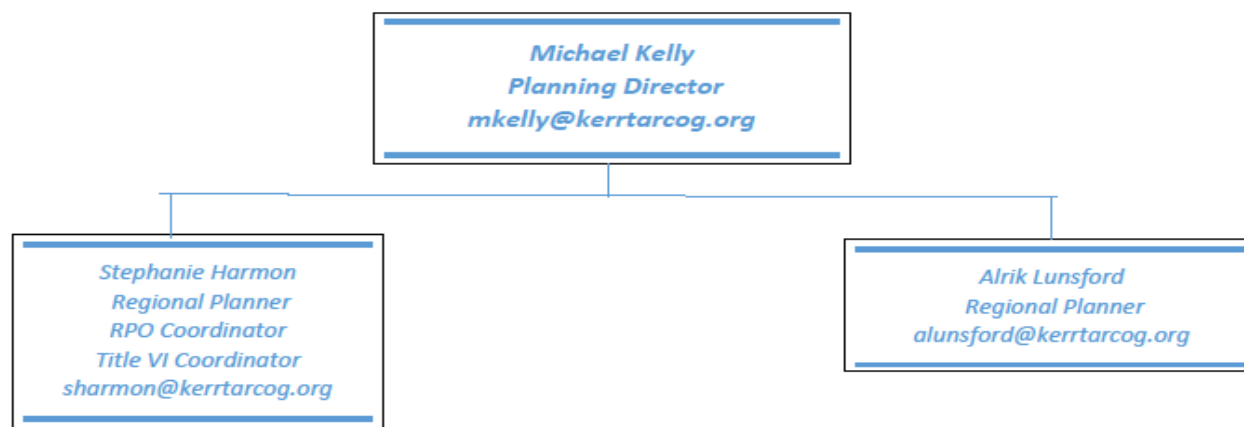 Michael Kelly
Planning Director
mkelly@kerrtarcog.org
Stephanie Harmon
Regional Planner
RPO Coordinator
Title VI Coordinator
sharmon@kerrtarcog.org
Alrik Lunsford
Regional Planner
alunsford@kerrtarcog.org